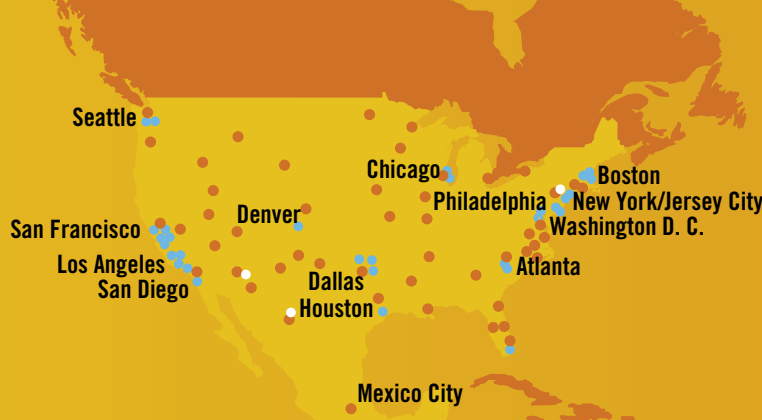 Seattle
Chicago
Boston
Philadelphia
New York/Jersey City
Denver
San Francisco
Washington D. C.
Los Angeles
Atlanta
Dallas
San Diego
Houston
Mexico City